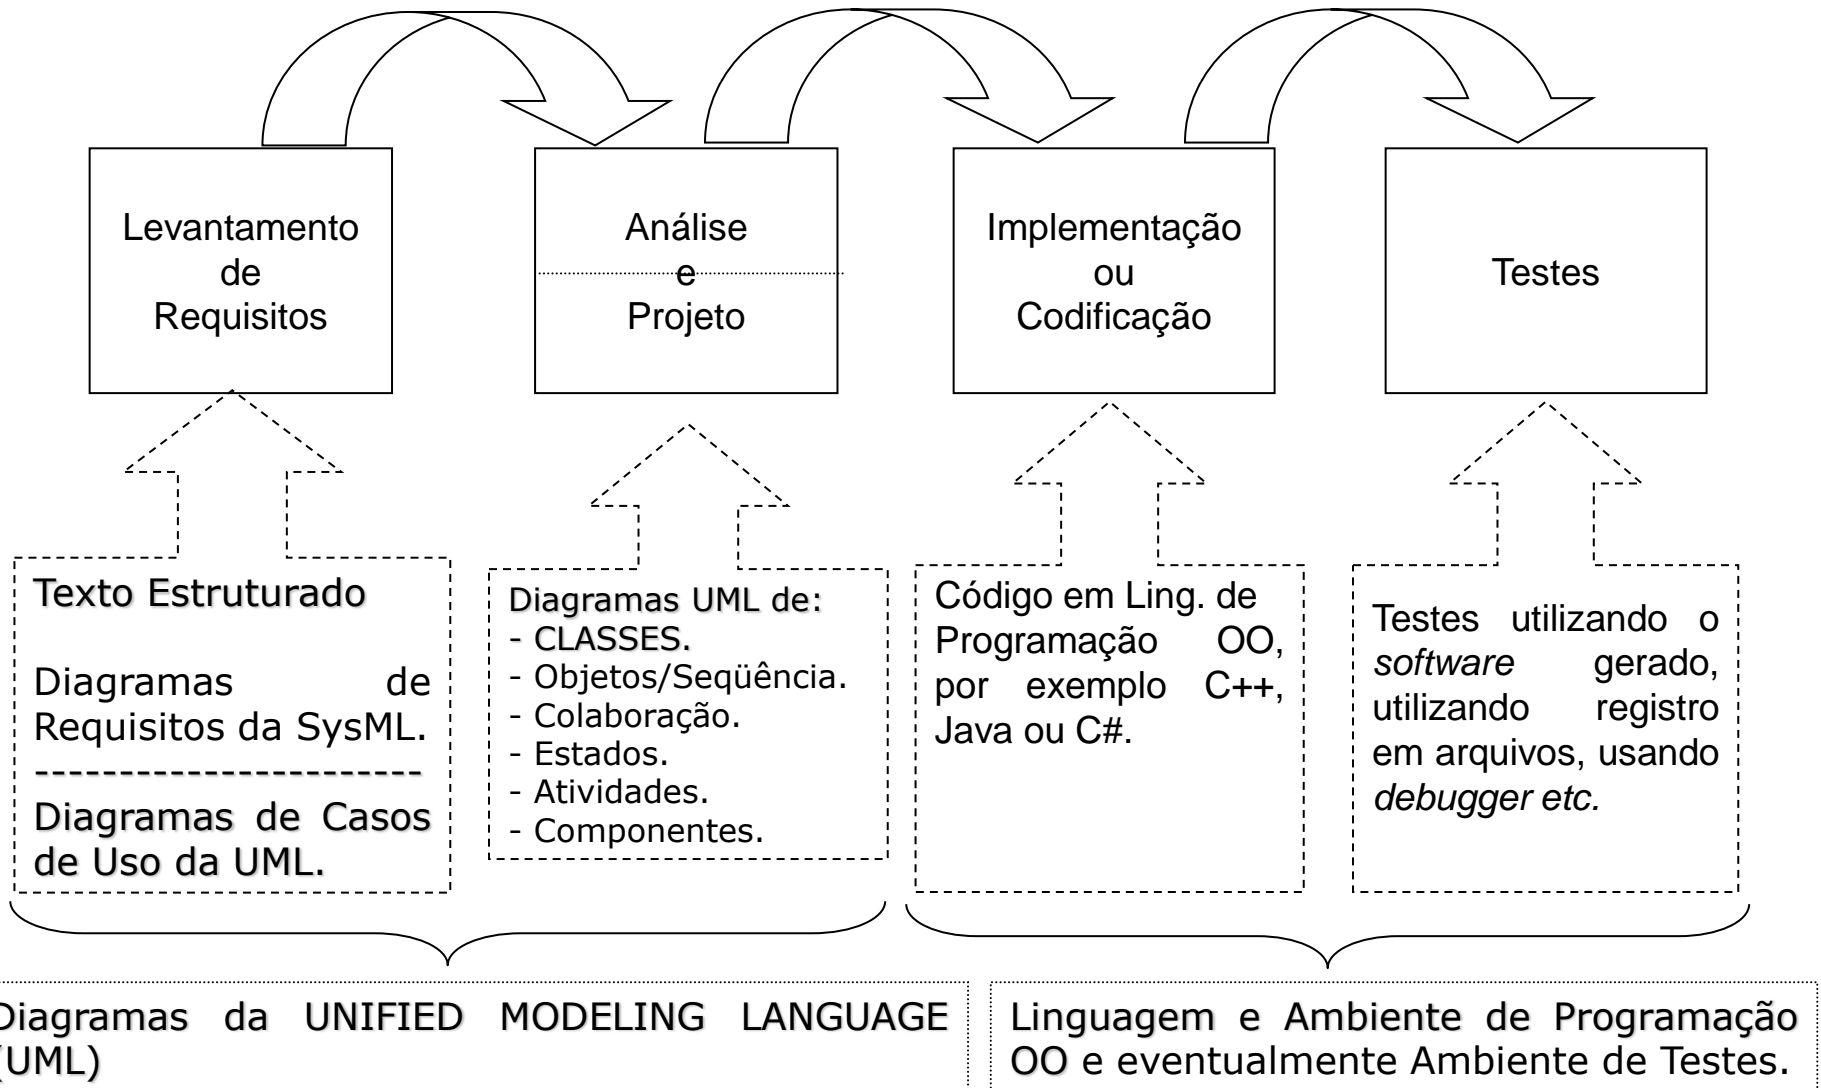 Levantamento
de
Requisitos
Análise
e
Projeto
Implementação
ou
Codificação
Testes
Texto Estruturado
Diagramas de
Requisitos da SysML.
-----------------------
Diagramas de Casos
de Uso da UML.
Diagramas UML de:
- CLASSES.
- Objetos/Seqüência.
- Colaboração.
- Estados.
- Atividades.
- Componentes.
Código em Ling. de
Programação OO,
por exemplo C++,
Java ou C#.
Testes utilizando o
software gerado,
utilizando registro
em arquivos, usando
debugger etc.
Diagramas da UNIFIED MODELING LANGUAGE
(UML)
Linguagem e Ambiente de Programação
OO e eventualmente Ambiente de Testes.